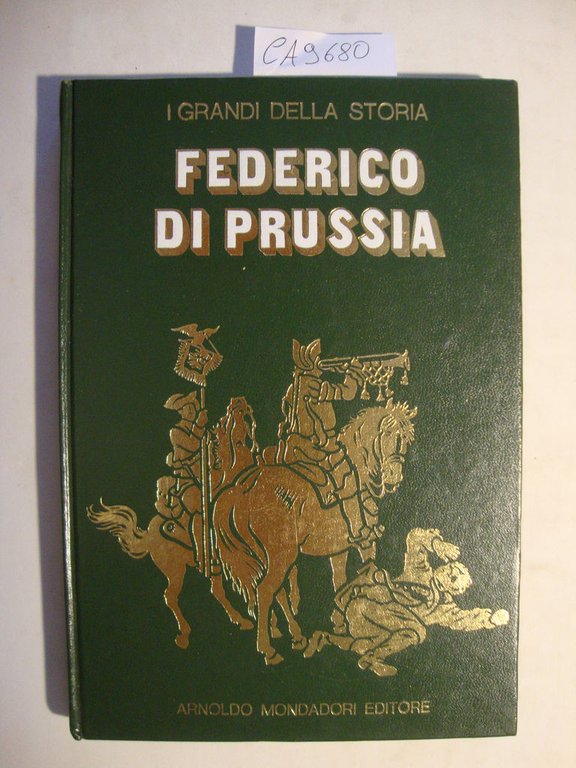 CA9680
I GRANDI DELLA STORIA
FEDERICO
DI PRUSSIA
ARNOLDO MONDADORI EDITORE